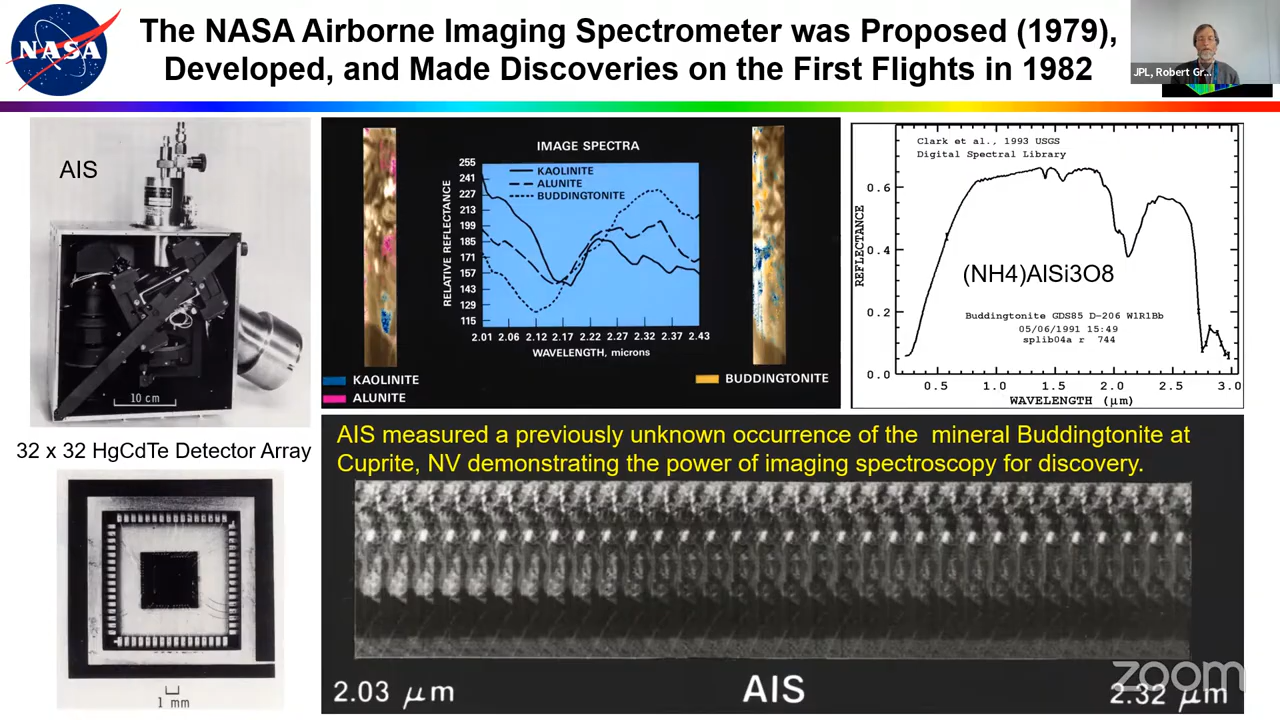 NASA
The NASA Airborne Imaging Spectrometer was Proposed (1979),
Developed, and Made Discoveries on the First Flights in 1982
JPL, Robert Gr...
AIS
10 cm
32 x 32 HgCdTe Detector Array
1 mm
IMAGE SPECTRA
KAOLINITE
ALUNITE
BUDDINGTONITE
RELATIVE REFLECTANCE
255
241
227
213
199
185
171
157
143
129
115
2.01 2.06 2.12 2.17 2.22 2.27 2.32 2.37 2.43
WAVELENGTH, microns
KAOLINITE
ALUNITE
BUDDINGTONITE
Clark et al., 1993 USGS
Digital Spectral Library
REFLECTANCE
0.6
0.4
0.2
0.0
(NH4)AlSi3O8
Buddingtonite GDS85 D-206 W1R1Bb
05/06/1991 15:49
splib04a r 744
0.5 1.0 1.5 2.0 2.5 3.0
WAVELENGTH (μm)
AIS measured a previously unknown occurrence of the mineral Buddingtonite at
Cuprite, NV demonstrating the power of imaging spectroscopy for discovery.
2.03 μm
AIS
2.32 μm
zoom